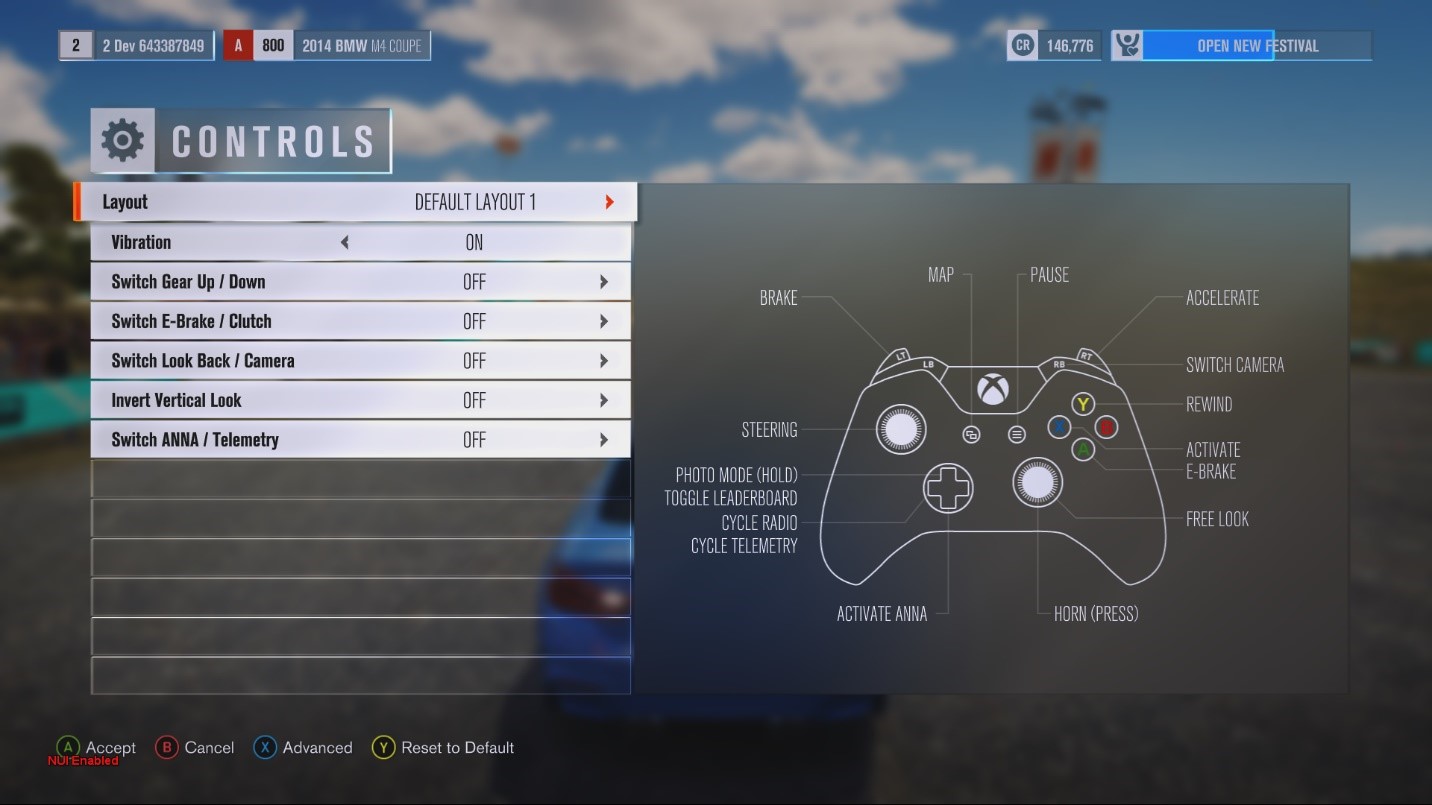 2 2 Dev 643387849 A 800 2014 BMW M4 COUPE CR 146,776 OPEN NEW FESTIVAL
CONTROLS
Layout DEFAULT LAYOUT 1
Vibration ON
Switch Gear Up / Down OFF
Switch E-Brake / Clutch OFF
Switch Look Back / Camera OFF
Invert Vertical Look OFF
Switch ANNA / Telemetry OFF
MAP PAUSE
BRAKE ACCELERATE
LT RT
LB RB SWITCH CAMERA
Y REWIND
STEERING X B
A ACTIVATE
E-BRAKE
PHOTO MODE (HOLD)
TOGGLE LEADERBOARD
CYCLE RADIO FREE LOOK
CYCLE TELEMETRY
ACTIVATE ANNA HORN (PRESS)
A Accept B Cancel X Advanced Y Reset to Default
NUI Enabled